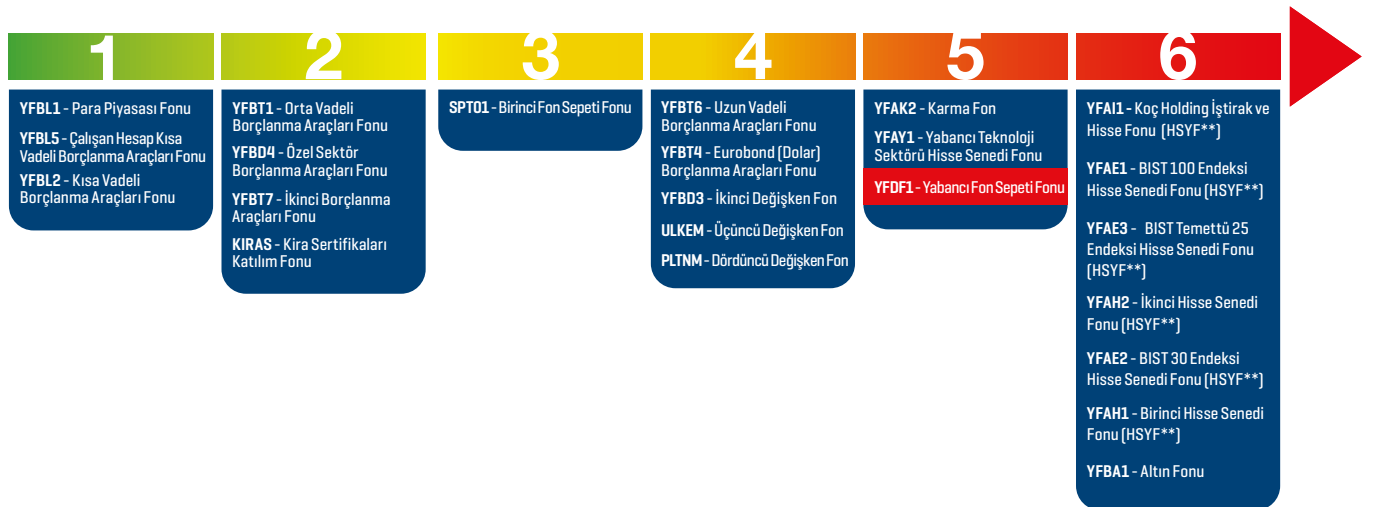 1
YFBL1 - Para Piyasası Fonu
YFBL5 - Çalışan Hesap Kısa
Vadeli Borçlanma Araçları Fonu
YFBL2 - Kısa Vadeli
Borçlanma Araçları Fonu
2
YFBT1 - Orta Vadeli
Borçlanma Araçları Fonu
YFBD4 - Özel Sektör
Borçlanma Araçları Fonu
YFBT7 - İkinci Borçlanma
Araçları Fonu
KIRAS - Kira Sertifikaları
Katılım Fonu
3
SPT01 - Birinci Fon Sepeti Fonu
4
YFBT6 - Uzun Vadeli
Borçlanma Araçları Fonu
YFBT4 - Eurobond (Dolar)
Borçlanma Araçları Fonu
YFBD3 - İkinci Değişken Fon
ULKEM - Üçüncü Değişken Fon
PLTNM - Dördüncü Değişken Fon
5
YFAK2 - Karma Fon
YFAY1 - Yabancı Teknoloji
Sektörü Hisse Senedi Fonu
YFDF1 - Yabancı Fon Sepeti Fonu
6
YFAI1 - Koç Holding İştirak ve
Hisse Fonu (HSYF**)
YFAE1 - BIST 100 Endeksi
Hisse Senedi Fonu (HSYF**)
YFAE3 - BIST Temettü 25
Endeksi Hisse Senedi Fonu
(HSYF**)
YFAH2 - İkinci Hisse Senedi
Fonu (HSYF**)
YFAE2 - BIST 30 Endeksi
Hisse Senedi Fonu (HSYF**)
YFAH1 - Birinci Hisse Senedi
Fonu (HSYF**)
YFBA1 - Altın Fonu